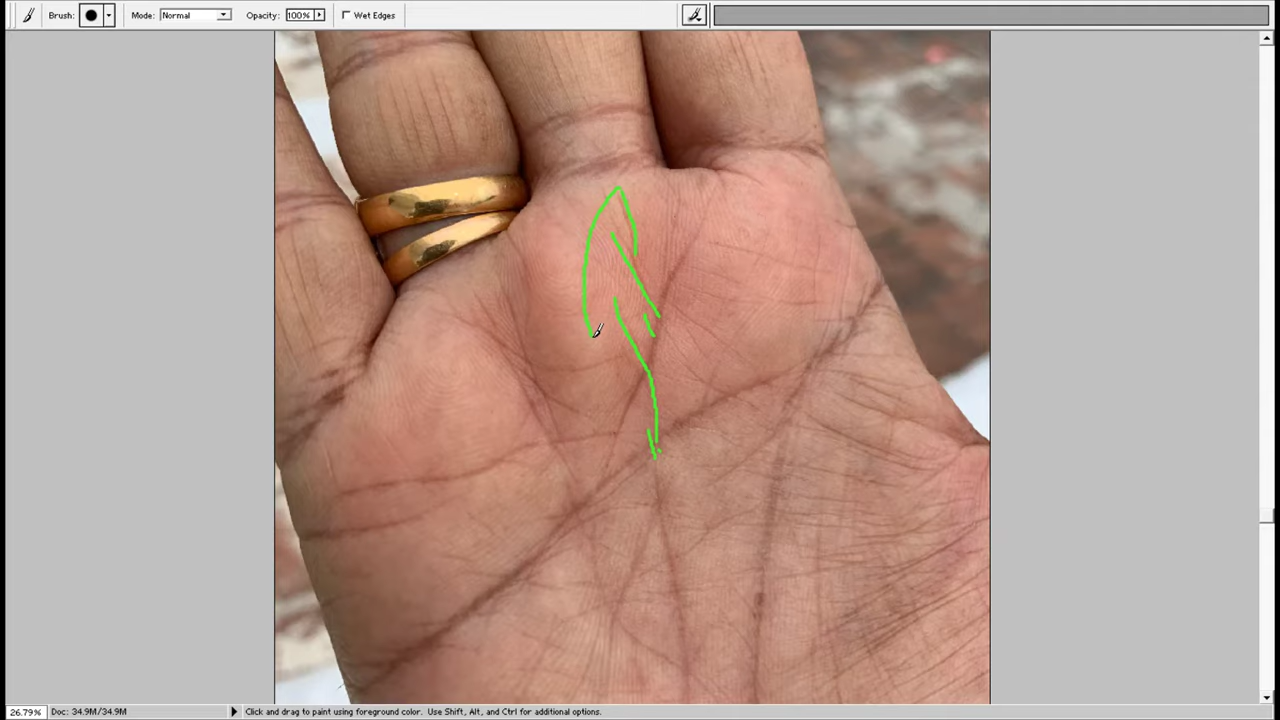 Brush: Mode: Normal Opacity: 100% Wet Edges
26.79% Doc: 34.9M/34.9M Click and drag to paint using foreground color. Use Shift, Alt, and Ctrl for additional options.